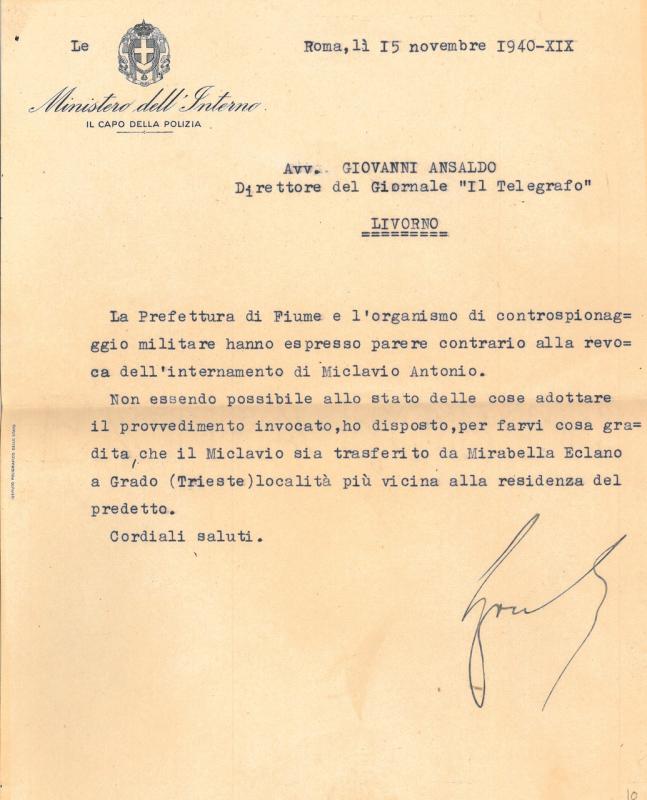 Le
Roma,lì 15 novembre 1940-XIX
Ministero dell'Interno
IL CAPO DELLA POLIZIA
Avv. GIOVANNI ANSALDO
Direttore del Giornale "Il Telegrafo"
LIVORNO
La Prefettura di Fiume e l'organismo di controspionag=
ggio militare hanno espresso parere contrario alla revo=
ca dell'internamento di Miclavio Antonio.
Non essendo possibile allo stato delle cose adottare
il provvedimento invocato,ho disposto,per farvi cosa gra=
dita,che il Miclavio sia trasferito da Mirabella Eclano
a Grado (Trieste)località più vicina alla residenza del
predetto.
Cordiali saluti.
10